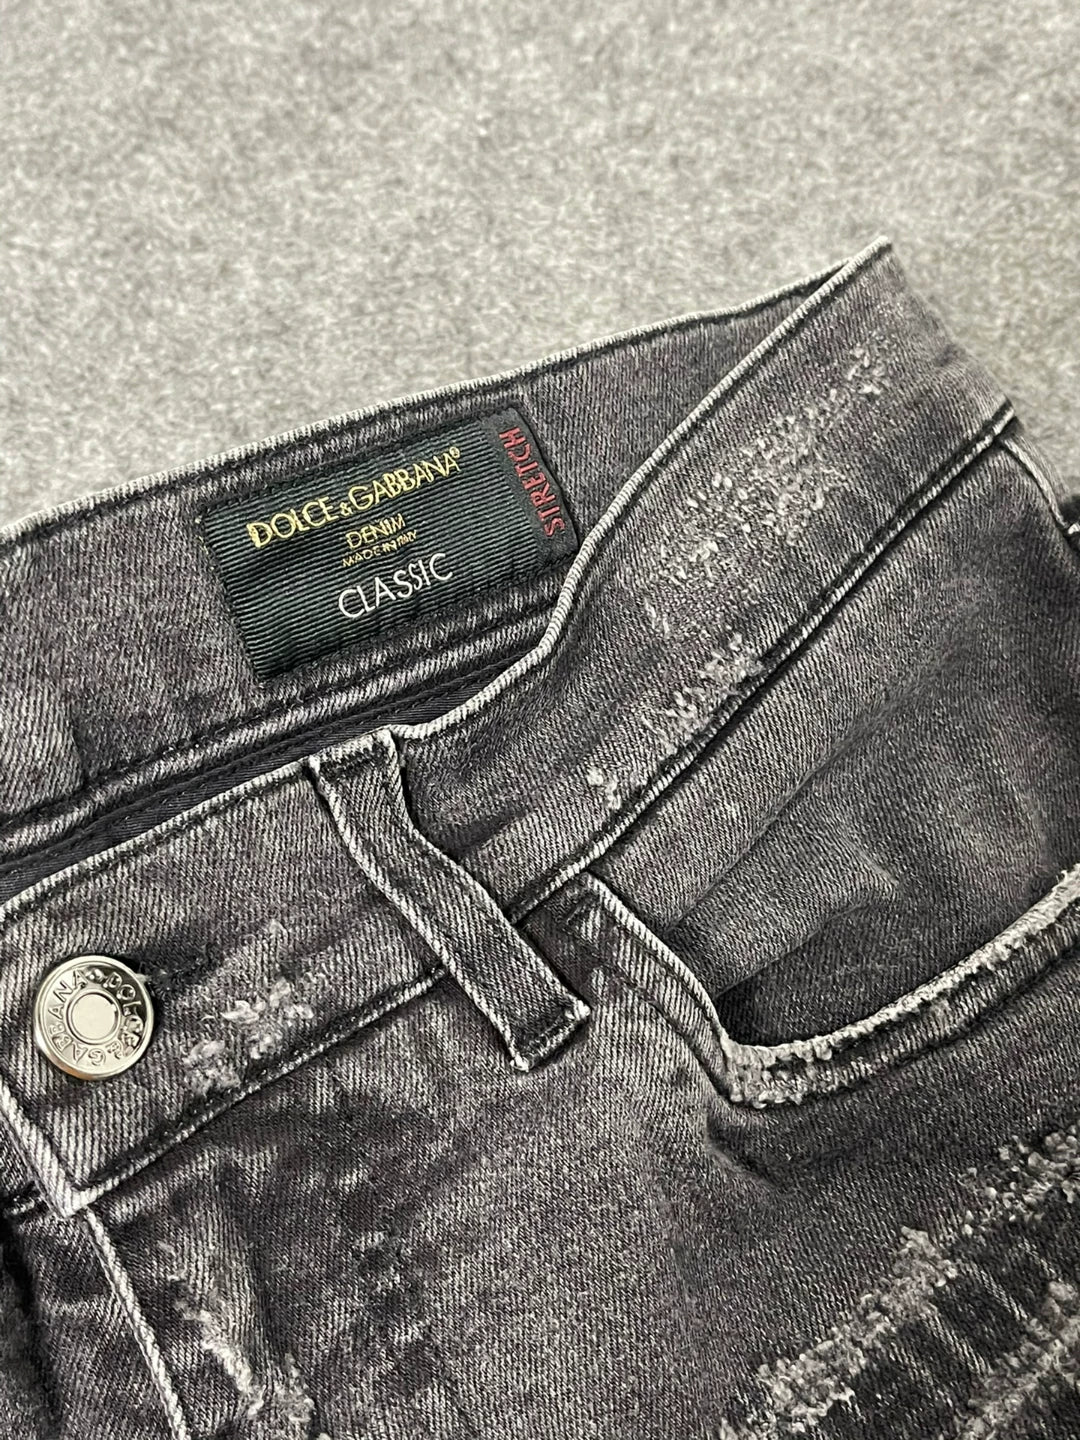 DOLCE & GABBANA®
DENIM
MADE IN ITALY
CLASSIC
STRETCH
DOLCE & GABBANA